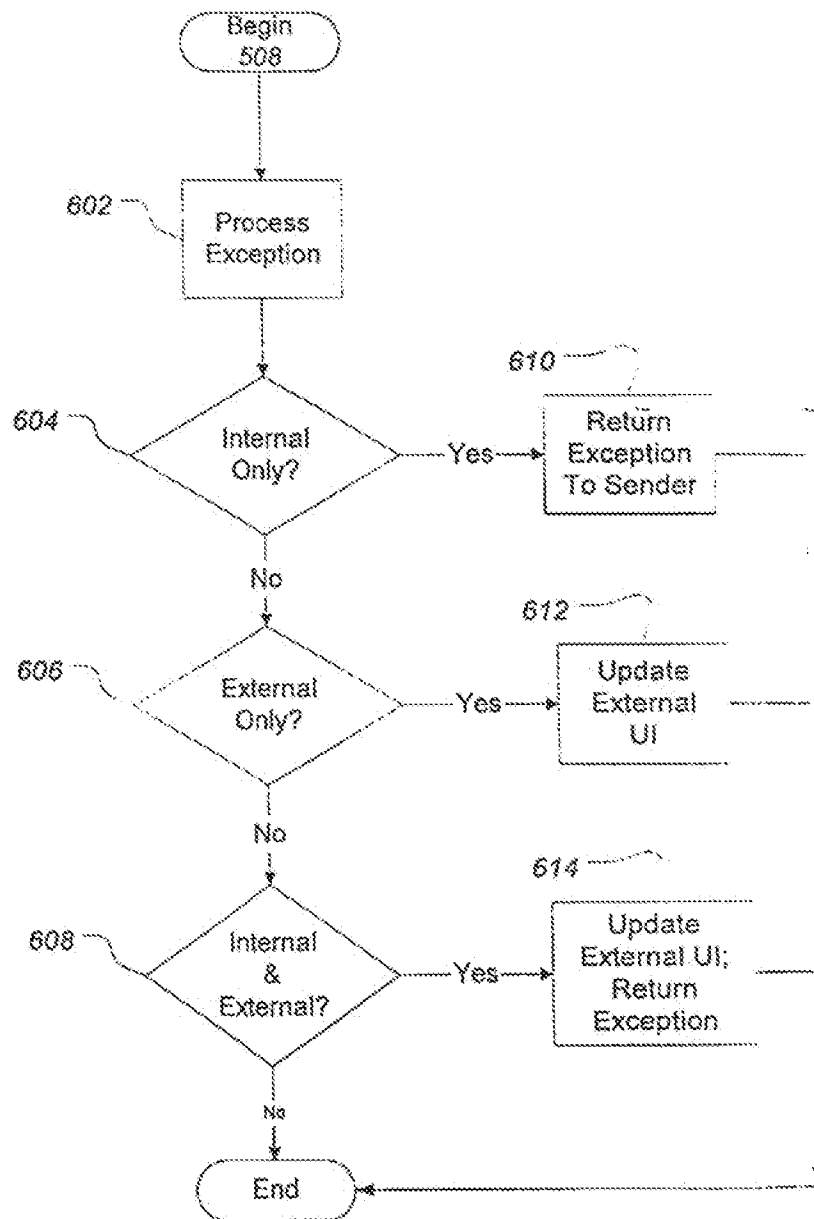 Begin
508
602
Process
Exception
610
604
Internal
Only?
Yes
Return
Exception
To Sender
No
612
606
External
Only?
Yes
Update
External
UI
No
614
608
Internal
&
External?
Yes
Update
External UI;
Return
Exception
No
End